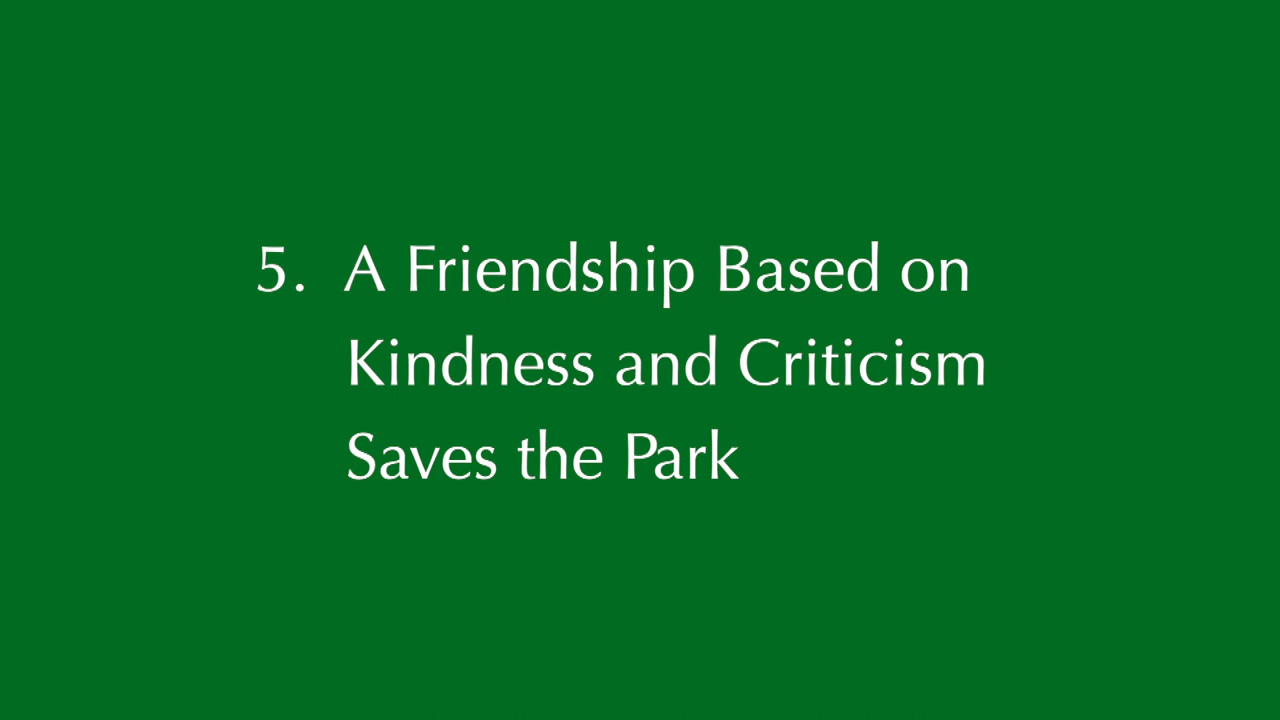 5. A Friendship Based on
Kindness and Criticism
Saves the Park